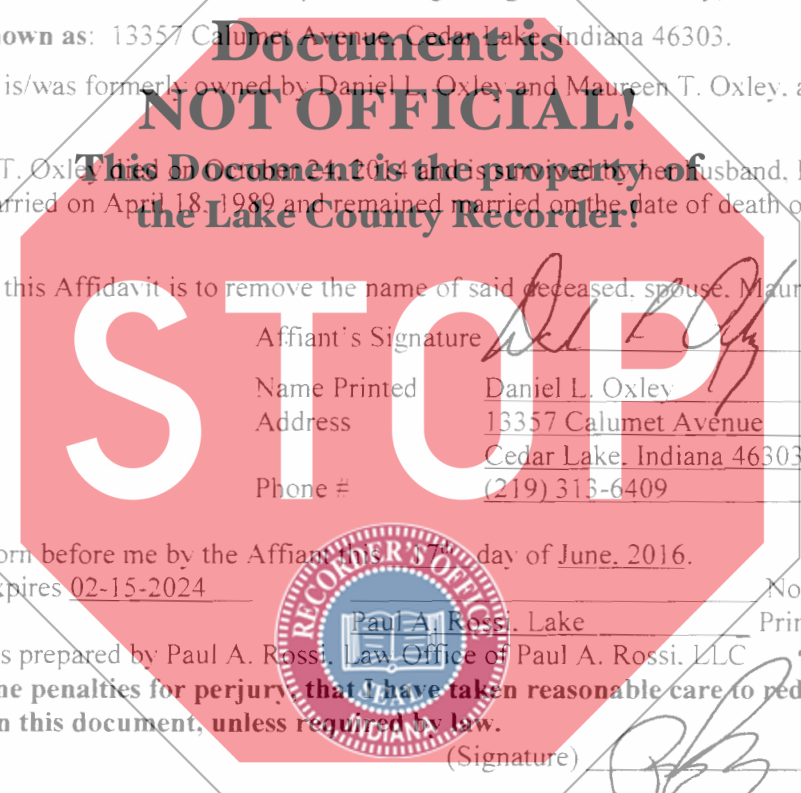 nown as: 13357 Calumet Avenue, Cedar Lake, Indiana 46303.
Document is
is/was formerly owned by Daniel L. Oxley and Maureen T. Oxley, a
NOT OFFICIAL!
T. Oxley died on October 24, 2014 and is survived by her husband,
This Document is the property of
rried on April 18, 1989 and remained married on the date of death o
the Lake County Recorder!
this Affidavit is to remove the name of said deceased, spouse, Maur
STOP
Affiant's Signature
Name Printed Daniel L. Oxley
Address 13357 Calumet Avenue
Cedar Lake, Indiana 46303
Phone # (219) 313-6409
orn before me by the Affiant this 17th day of June, 2016.
xpires 02-15-2024 No
Paul A. Rossi, Lake Prin
s prepared by Paul A. Rossi, Law Office of Paul A. Rossi, LLC
ne penalties for perjury, that I have taken reasonable care to red
n this document, unless required by law.
(Signature)
RECORDER'S OFFICE
SEAL
INDIANA